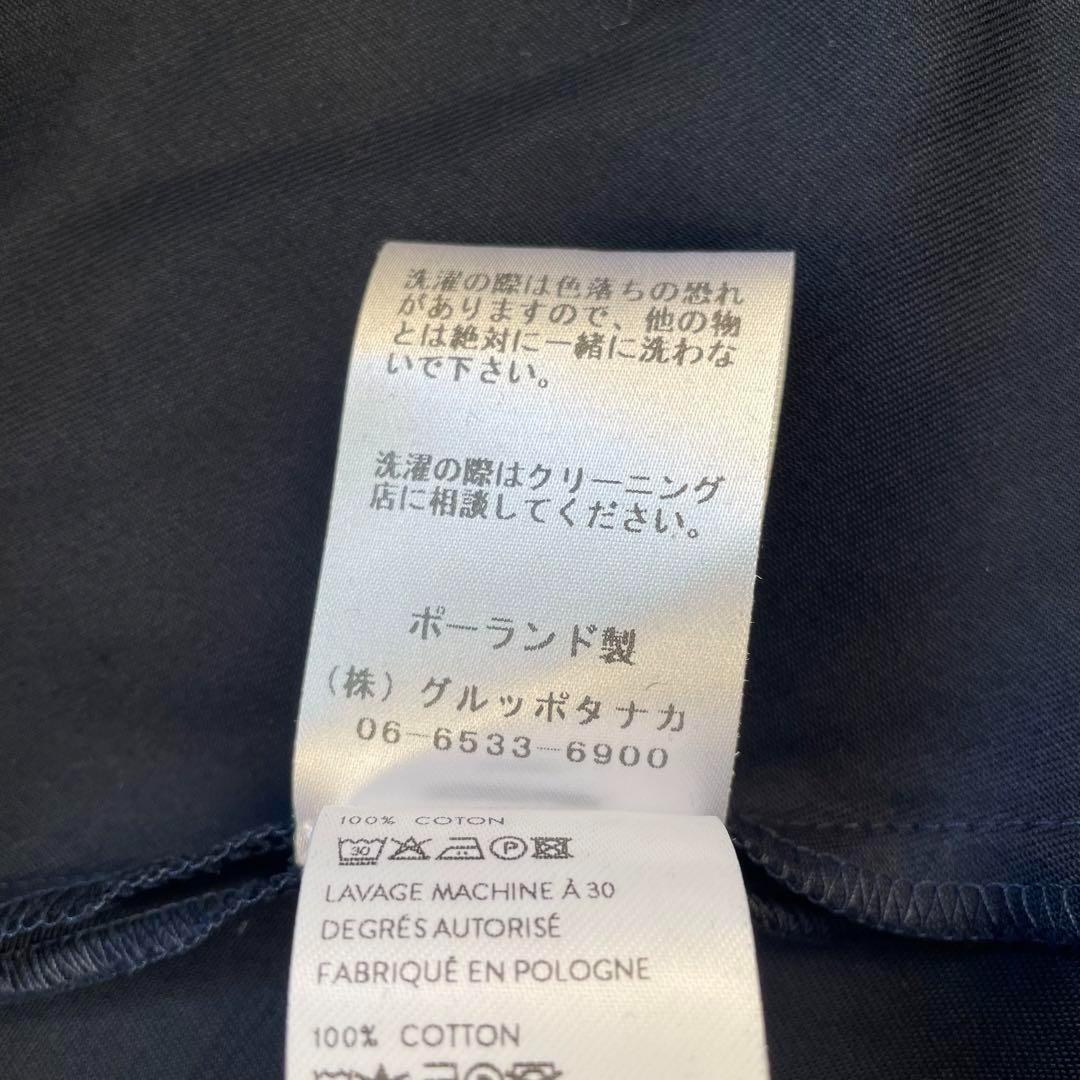 洗濯の際は色落ちの恐れ
がありますので、他の物
とは絶対に一緒に洗わな
いで下さい。
洗濯の際はクリーニング
店に相談してください。
ポーランド製
（株）グルッポタナカ
06-6533-6900
100% COTON
30
LAVAGE MACHINE À 30
DEGRÉS AUTORISÉ
FABRIQUÉ EN POLOGNE
100% COTTON